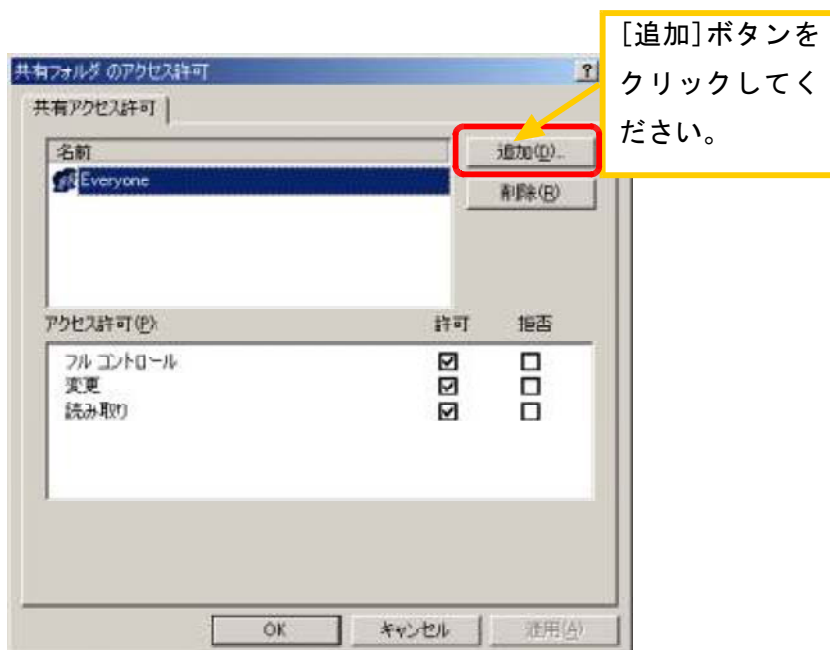 [追加]ボタンを
クリックしてく
ださい。
共有フォルダ のアクセス許可
?
共有アクセス許可
名前
追加(D)...
Everyone
削除(R)
アクセス許可(P): 許可 拒否
フル コントロール
変更
読み取り
OK キャンセル 適用(A)